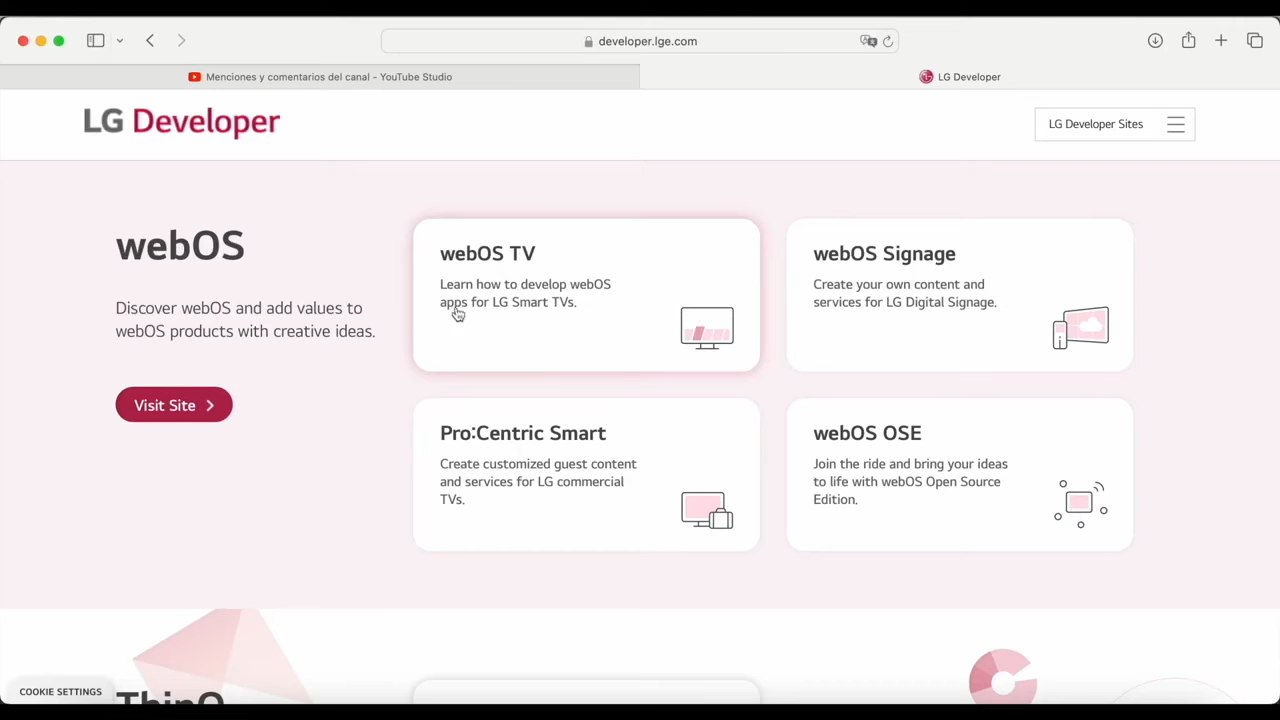 developer.lge.com
Menciones y comentarios del canal - YouTube Studio
LG Developer
LG Developer
LG Developer Sites
webOS
Discover webOS and add values to
webOS products with creative ideas.
Visit Site
webOS TV
Learn how to develop webOS
apps for LG Smart TVs.
webOS Signage
Create your own content and
services for LG Digital Signage.
Pro:Centric Smart
Create customized guest content
and services for LG commercial
TVs.
webOS OSE
Join the ride and bring your ideas
to life with webOS Open Source
Edition.
COOKIE SETTINGS
ThinQ